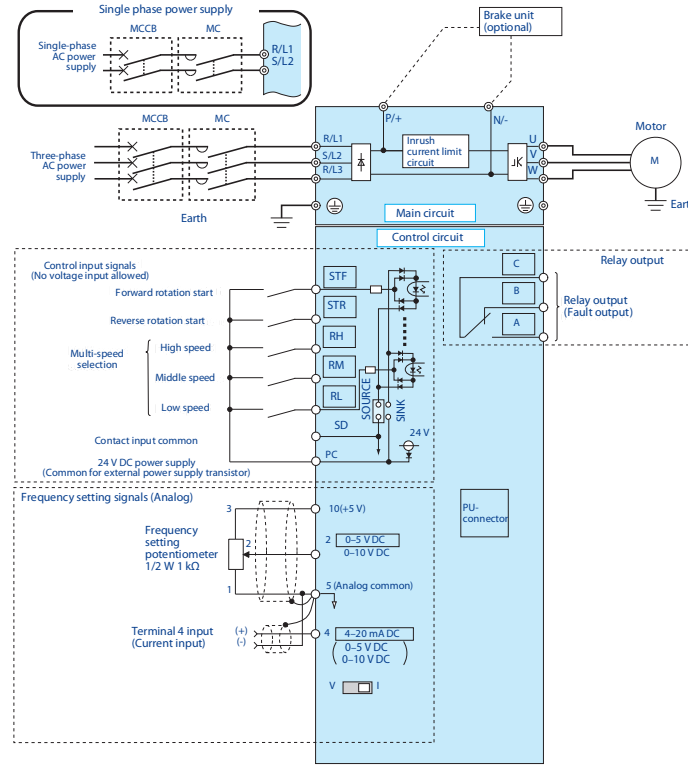 Single phase power supply
MCCB
MC
Single-phase
AC power
supply
R/L1
S/L2
Brake unit
(optional)
MCCB
MC
Three-phase
AC power
supply
R/L1
S/L2
R/L3
P/+
N/-
Inrush
current limit
circuit
U
V
W
Motor
M
Earth
Eart
Main circuit
Control circuit
Control input signals
(No voltage input allowed)
Forward rotation start
Reverse rotation start
Multi-speed
selection
High speed
Middle speed
Low speed
Contact input common
24 V DC power supply
(Common for external power supply transistor)
STF
STR
RH
RM
RL
SD
PC
SOURCE
SINK
24 V
Relay output
C
B
A
Relay output
(Fault output)
PU-
connector
Frequency setting signals (Analog)
Frequency
setting
potentiometer
1/2 W 1 kΩ
3
2
1
10(+5 V)
2
0–5 V DC
0–10 V DC
5 (Analog common)
Terminal 4 input
(Current input)
(+)
(-)
4
4–20 mA DC
( 0–5 V DC
0–10 V DC )
V
I